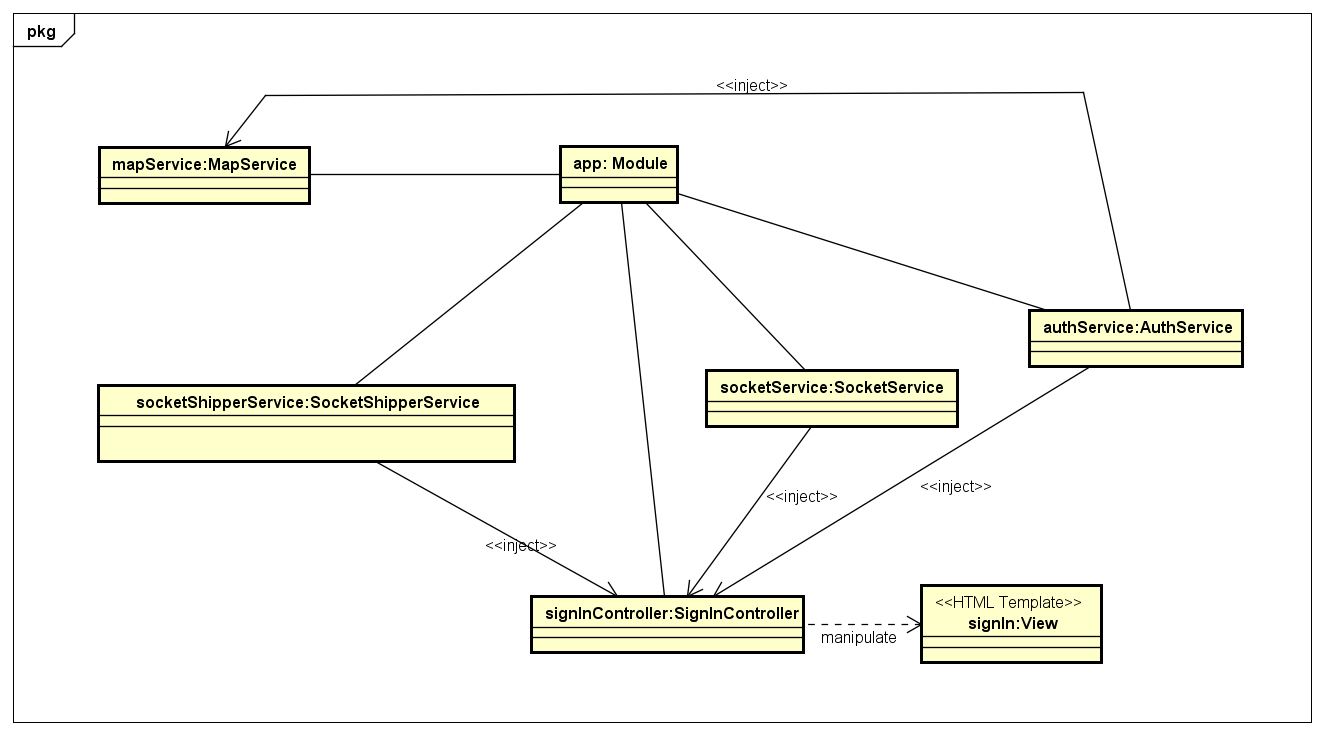 pkg
<<inject>>
mapService:MapService
app: Module
authService:AuthService
socketShipperService:SocketShipperService
socketService:SocketService
<<inject>>
<<inject>>
<<inject>>
signInController:SignInController
manipulate
<<HTML Template>>
signIn:View